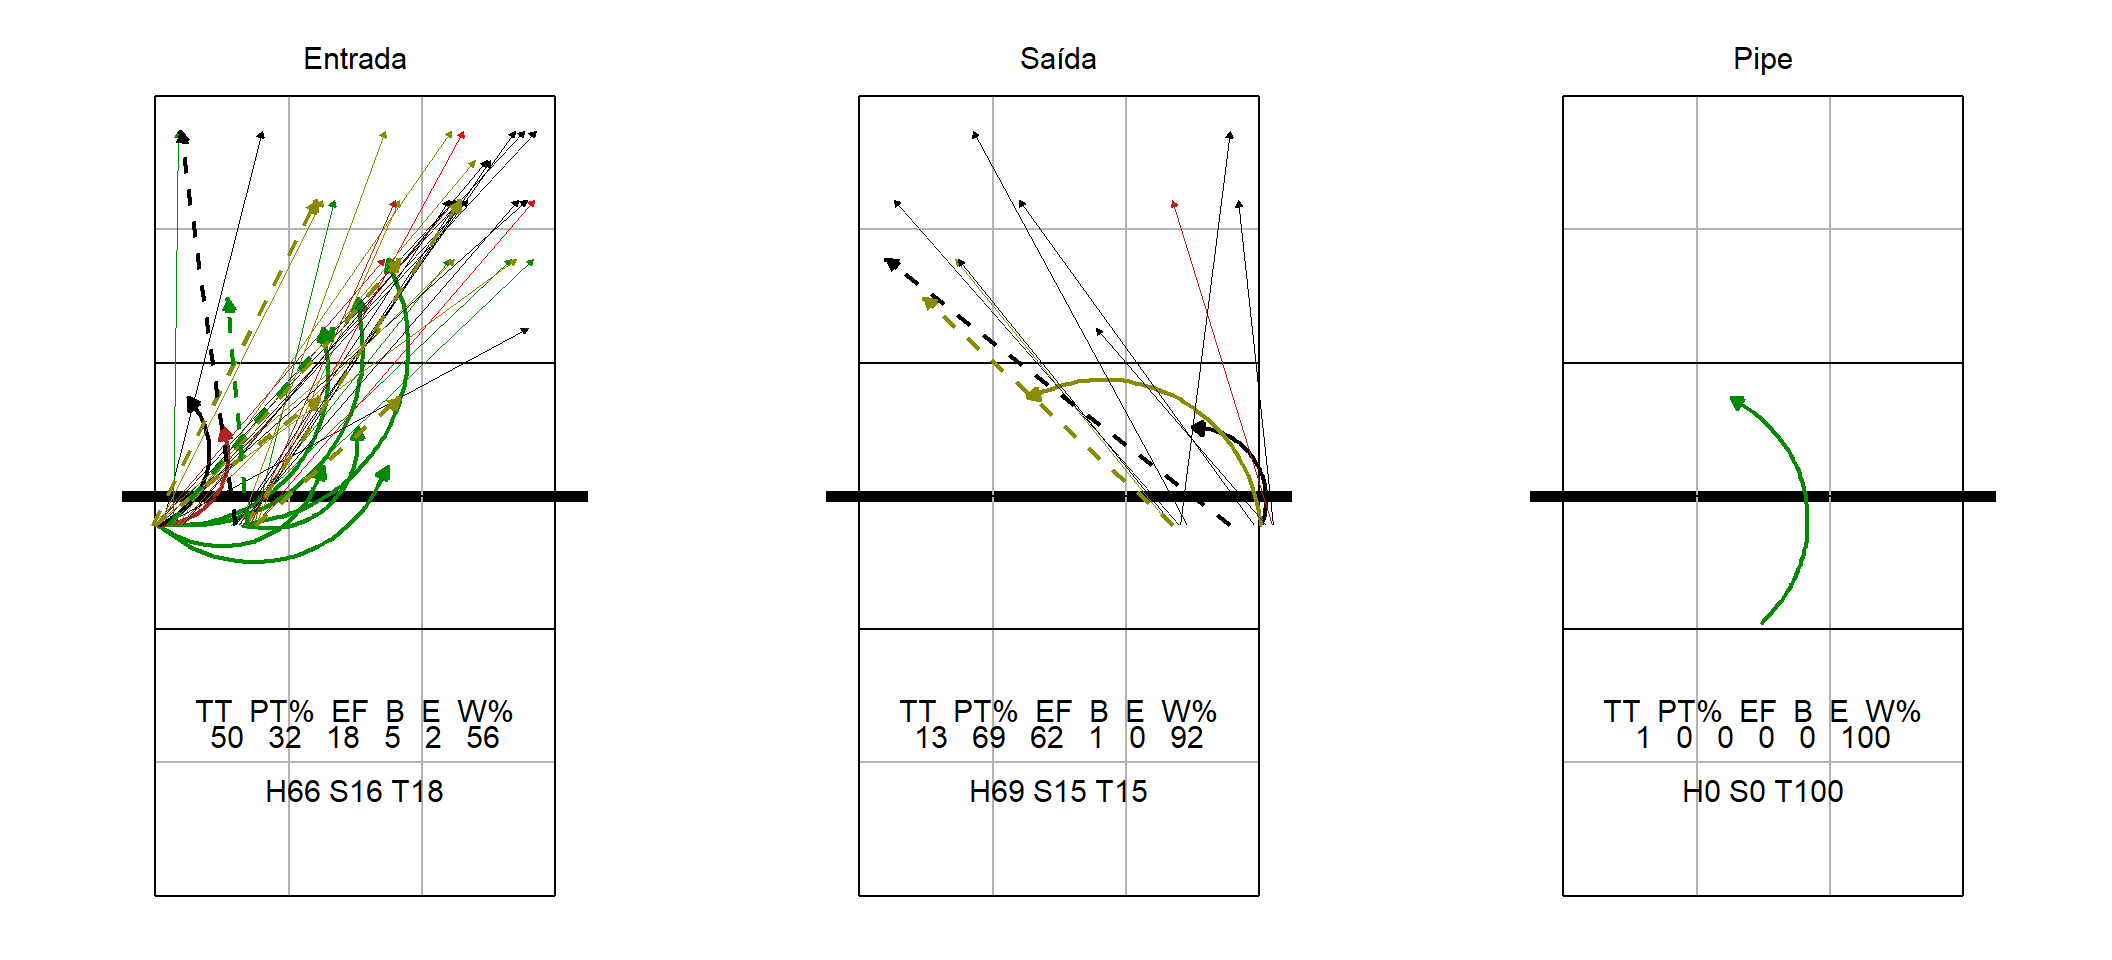 Entrada
TT PT% EF B E W%
50 32 18 5 2 56
H66 S16 T18
Saída
TT PT% EF B E W%
13 69 62 1 0 92
H69 S15 T15
Pipe
TT PT% EF B E W%
1 0 0 0 0 100
H0 S0 T100